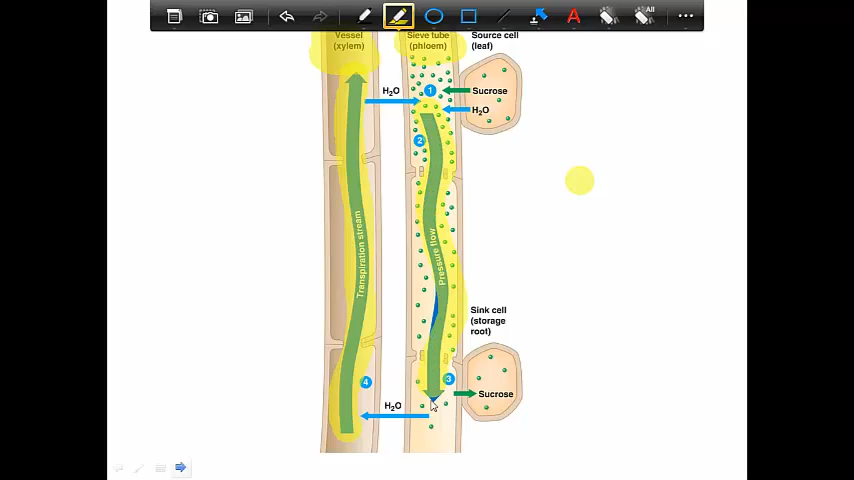 All
A
Vessel
(xylem)
Sieve tube
(phloem)
Source cell
(leaf)
H2O
1
Sucrose
H2O
2
Transpiration stream
Pressure flow
Sink cell
(storage
root)
4
3
Sucrose
H2O